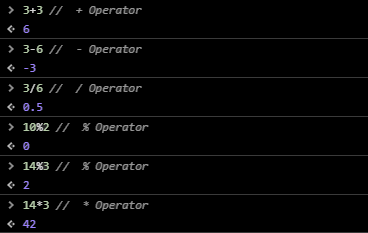 > 3+3 //  + Operator
< 6
> 3-6 //  - Operator
< -3
> 3/6 //  / Operator
< 0.5
> 10%2 //  % Operator
< 0
> 14%3 //  % Operator
< 2
> 14*3 //  * Operator
< 42